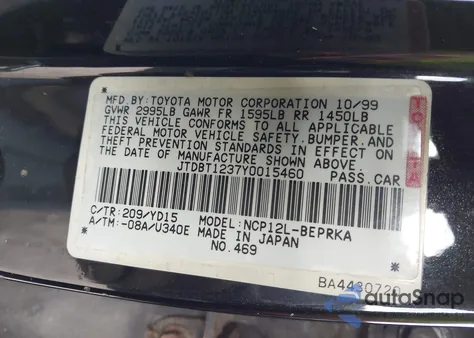 MFD.BY:TOYOTA MOTOR CORPORATION 10/99
GVWR 2995LB GAWR FR 1595LB RR 1450LB
THIS VEHICLE CONFORMS TO ALL APPLICABLE
FEDERAL MOTOR VEHICLE SAFETY,BUMPER,AND
THEFT PREVENTION STANDARDS IN EFFECT ON
THE DATE OF MANUFACTURE SHOWN ABOVE.
JTDBT1237Y0015460 PASS.CAR
C/TR:209/YD15 MODEL:NCP12L-BEPRKA
A/TM:-08A/U340E MADE IN JAPAN
NO.469
BA4430720
autoSnap